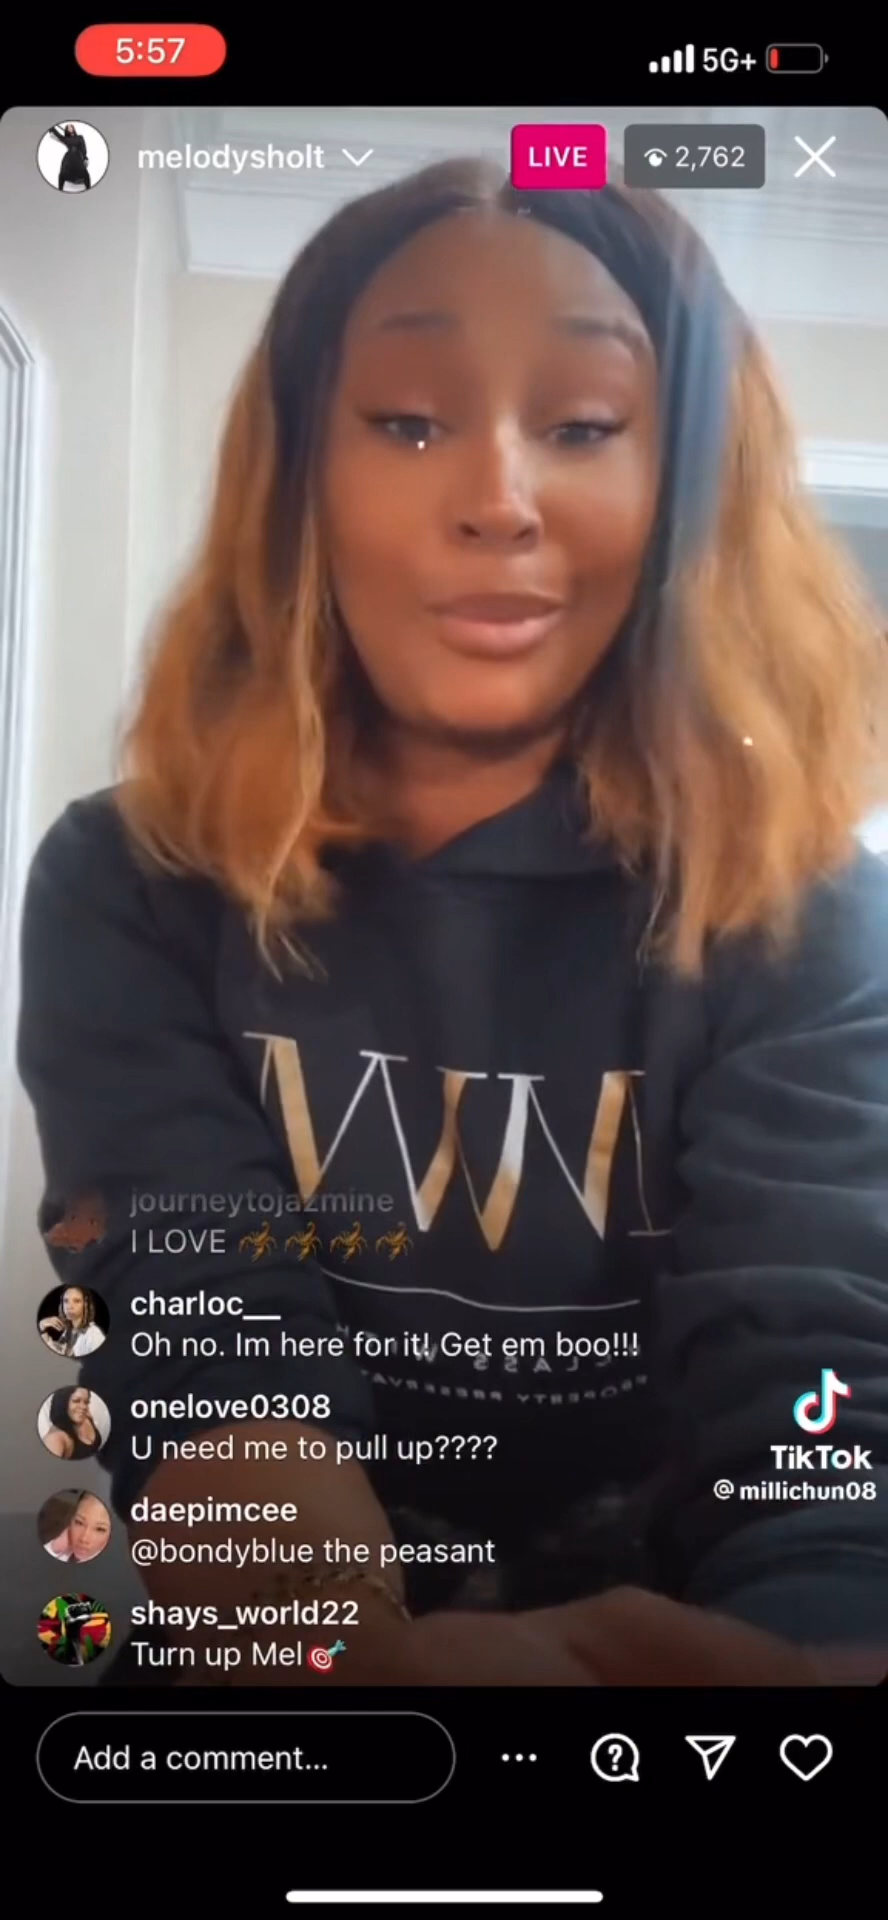 5:57
5G+
melodysholt
LIVE
2,762
journeytojazmine
I LOVE 🦂🦂🦂🦂
charloc__
Oh no. Im here for it! Get em boo!!!
onelove0308
U need me to pull up????
daepimcee
@bondyblue the peasant
shays_world22
Turn up Mel🎯
TikTok
@millichun08
Add a comment...